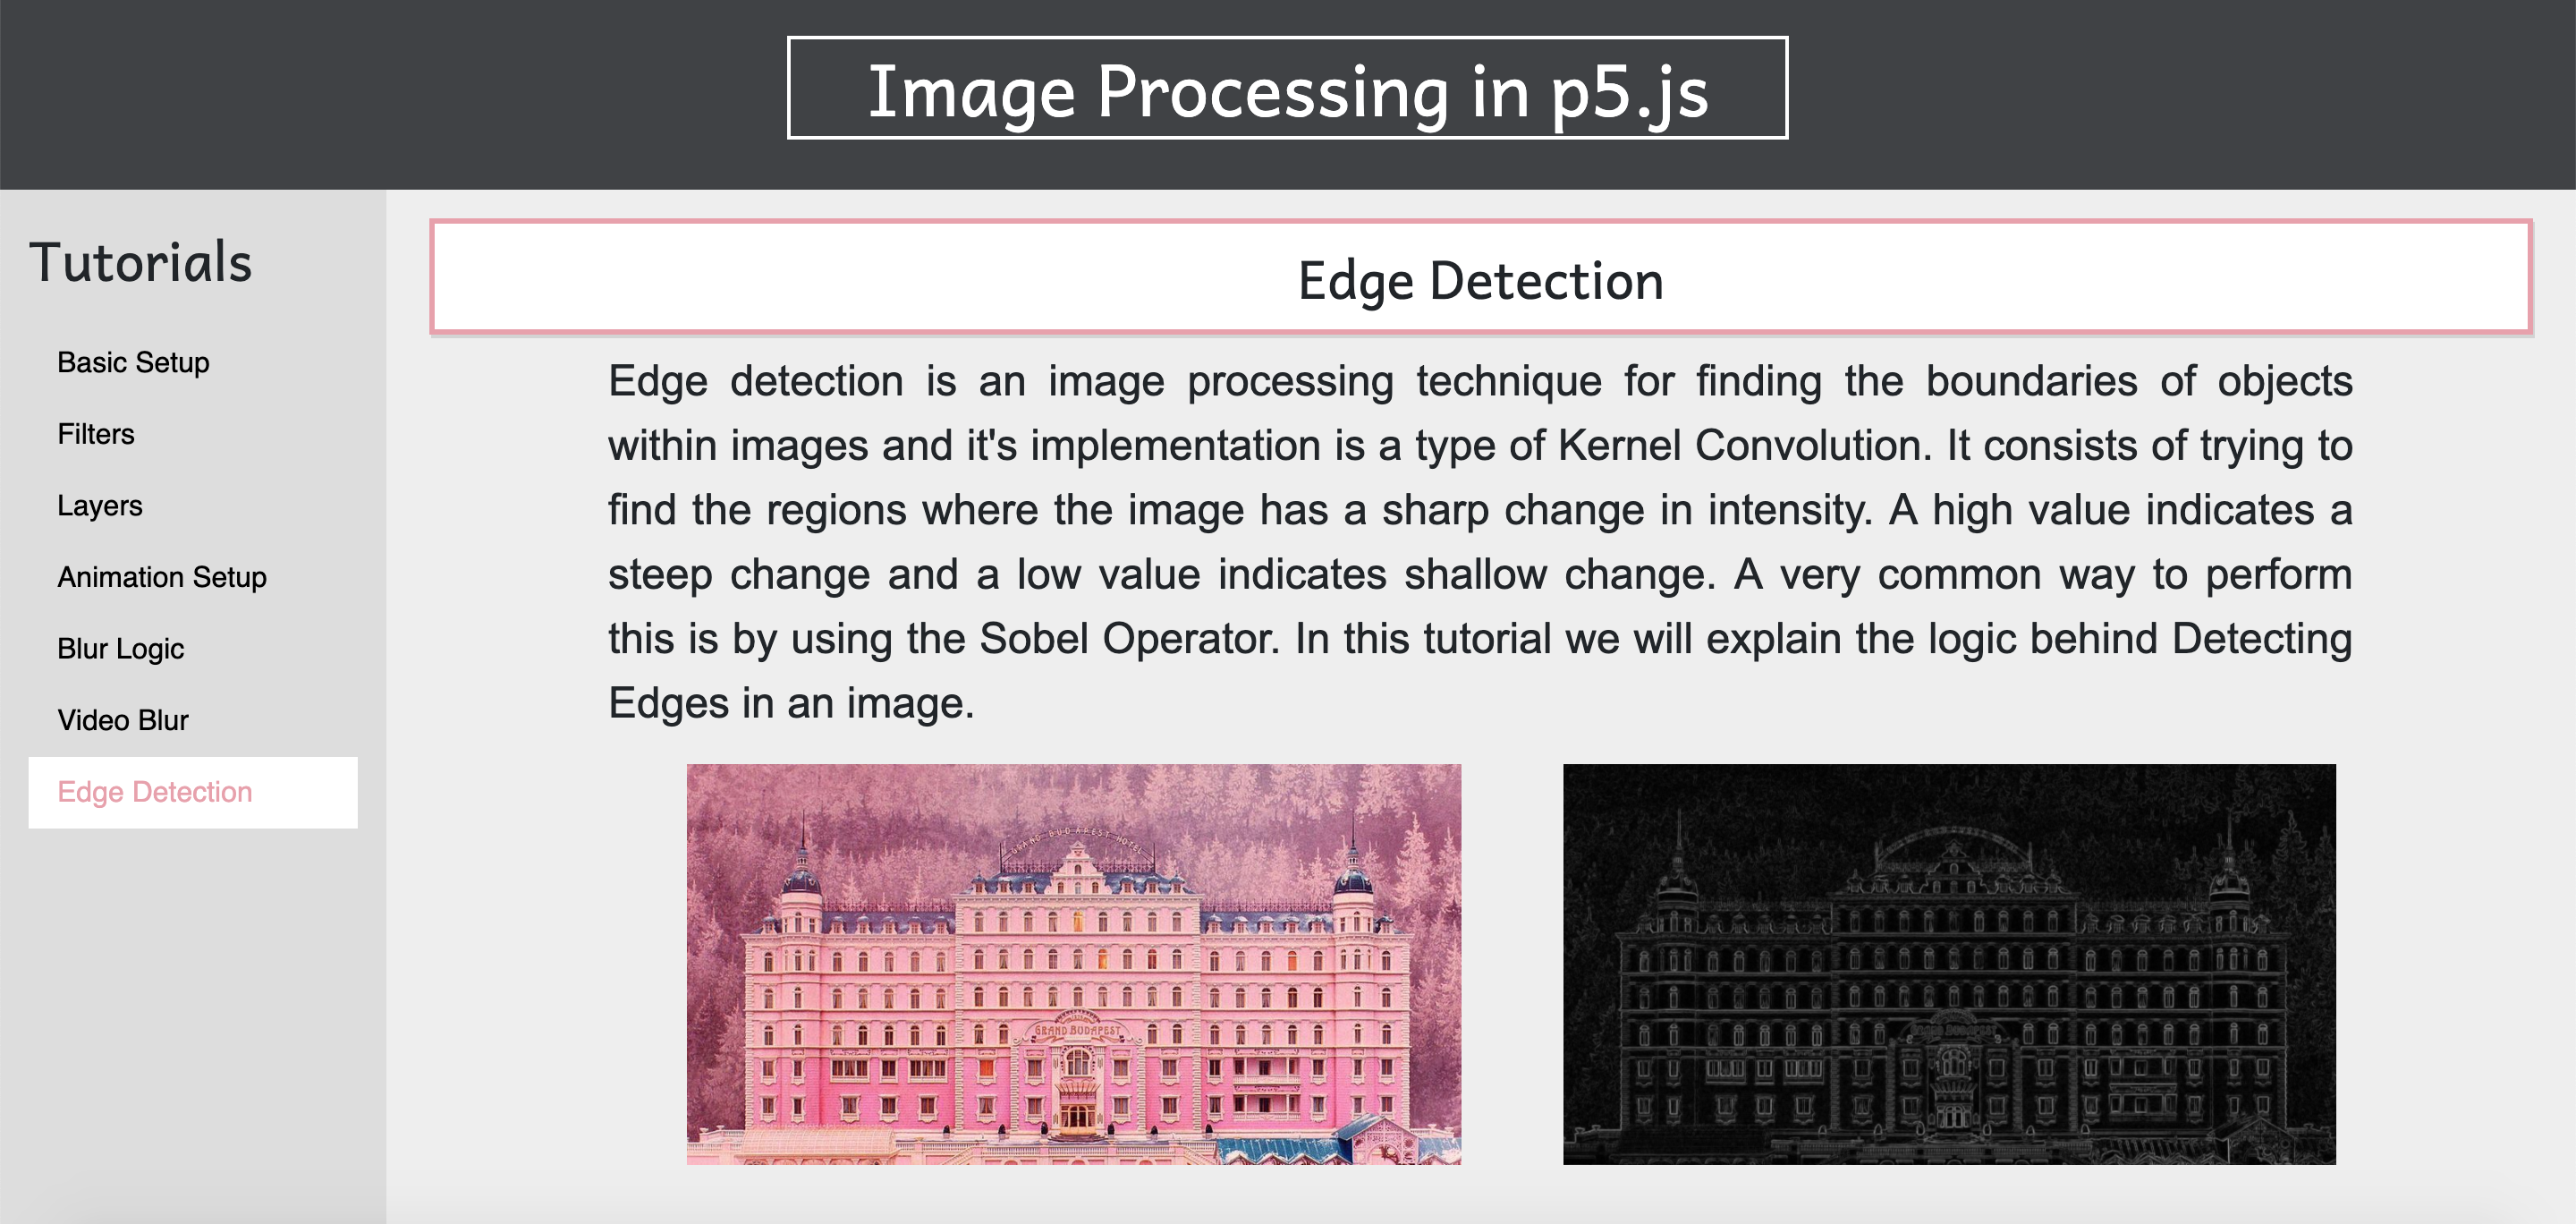 Image Processing in p5.js
Tutorials
Basic Setup
Filters
Layers
Animation Setup
Blur Logic
Video Blur
Edge Detection
Edge Detection
Edge detection is an image processing technique for finding the boundaries of objects
within images and it's implementation is a type of Kernel Convolution. It consists of trying to
find the regions where the image has a sharp change in intensity. A high value indicates a
steep change and a low value indicates shallow change. A very common way to perform
this is by using the Sobel Operator. In this tutorial we will explain the logic behind Detecting
Edges in an image.
GRAND BUDAPEST HOTEL
GRAND BUDAPEST